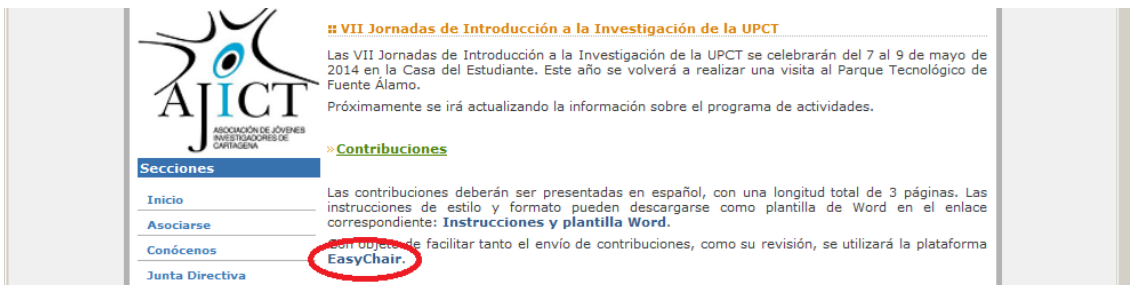 AJICT
ASOCIACIÓN DE JÓVENES
INVESTIGADORES DE
CARTAGENA
Secciones
Inicio
Asociarse
Conócenos
Junta Directiva
VII Jornadas de Introducción a la Investigación de la UPCT
Las VII Jornadas de Introducción a la Investigación de la UPCT se celebrarán del 7 al 9 de mayo de
2014 en la Casa del Estudiante. Este año se volverá a realizar una visita al Parque Tecnológico de
Fuente Álamo.
Próximamente se irá actualizando la información sobre el programa de actividades.
»Contribuciones
Las contribuciones deberán ser presentadas en español, con una longitud total de 3 páginas. Las
instrucciones de estilo y formato pueden descargarse como plantilla de Word en el enlace
correspondiente: Instrucciones y plantilla Word.
Con objeto de facilitar tanto el envío de contribuciones, como su revisión, se utilizará la plataforma
EasyChair.